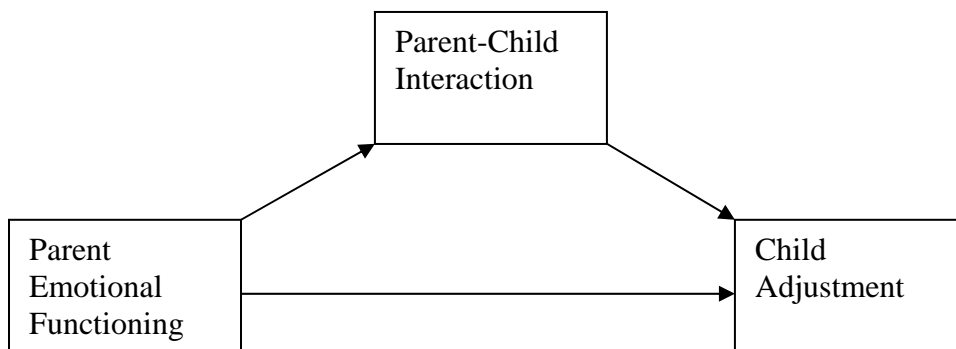 Parent-Child
Interaction
Parent
Emotional
Functioning
Child
Adjustment